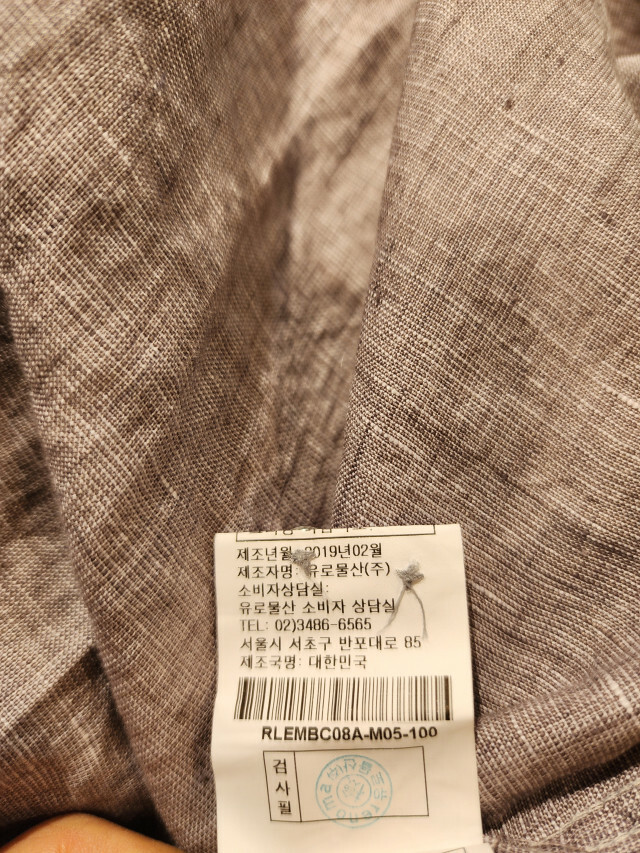 제조년월: 2019년02월
제조자명: 유로물산(주)
소비자상담실:
유로물산 소비자 상담실
TEL: 02)3486-6565
서울시 서초구 반포대로 85
제조국명: 대한민국
RLEMBC08A-M05-100
검사필